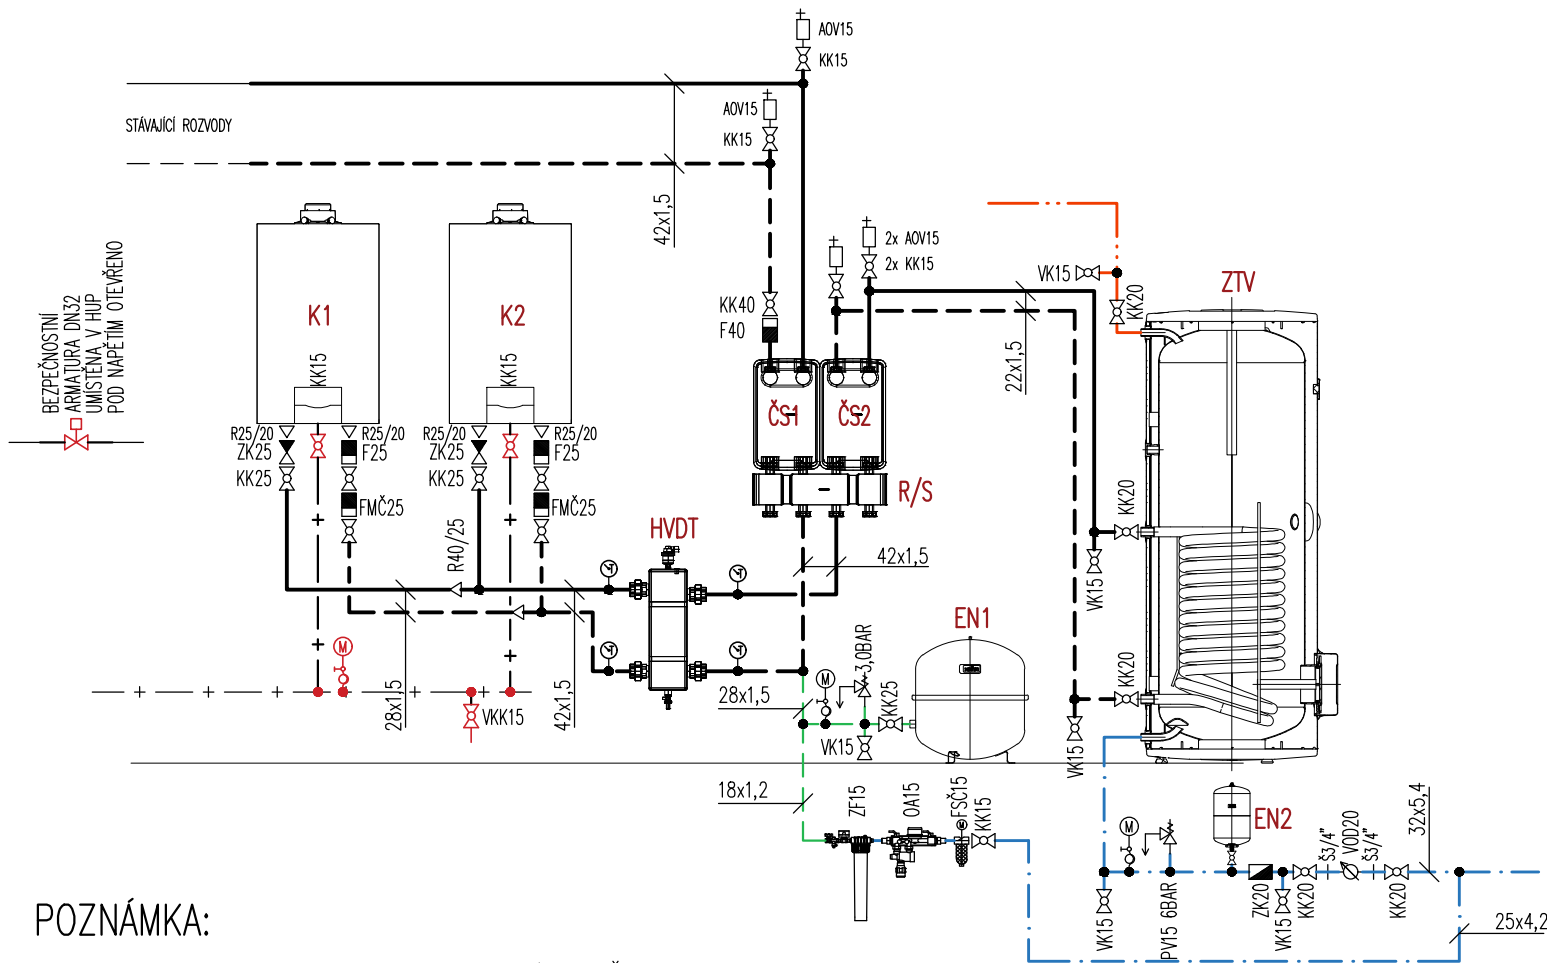 AOV15
KK15
STÁVAJÍCÍ ROZVODY
AOV15
KK15
42x1,5
2x AOV15
2x KK15
VK15
KK20
ZTV
BEZPEČNOSTNÍ
ARMATURA DN32
UMÍSTĚNA V HUP
POD NAPĚTÍM OTEVŘENO
K1
K2
KK15
KK15
KK40
F40
22x1,5
ČS1
ČS2
R25/20
R25/20
ZK25
F25
KK25
FMČ25
R25/20
R25/20
ZK25
F25
KK25
FMČ25
R/S
KK20
R40/25
HVDT
42x1,5
VK15
EN1
M
28x1,5
42x1,5
VKK15
28x1,5
M
3,0BAR
KK25
VK15
KK20
VK15
18x1,2
ZF15
OA15
FSČ15
M
KK15
EN2
M
Š3/4"
VOD20
Š3/4"
32x5,4
VK15
PV15 6BAR
ZK20
VK15
KK20
KK20
25x4,2
POZNÁMKA: